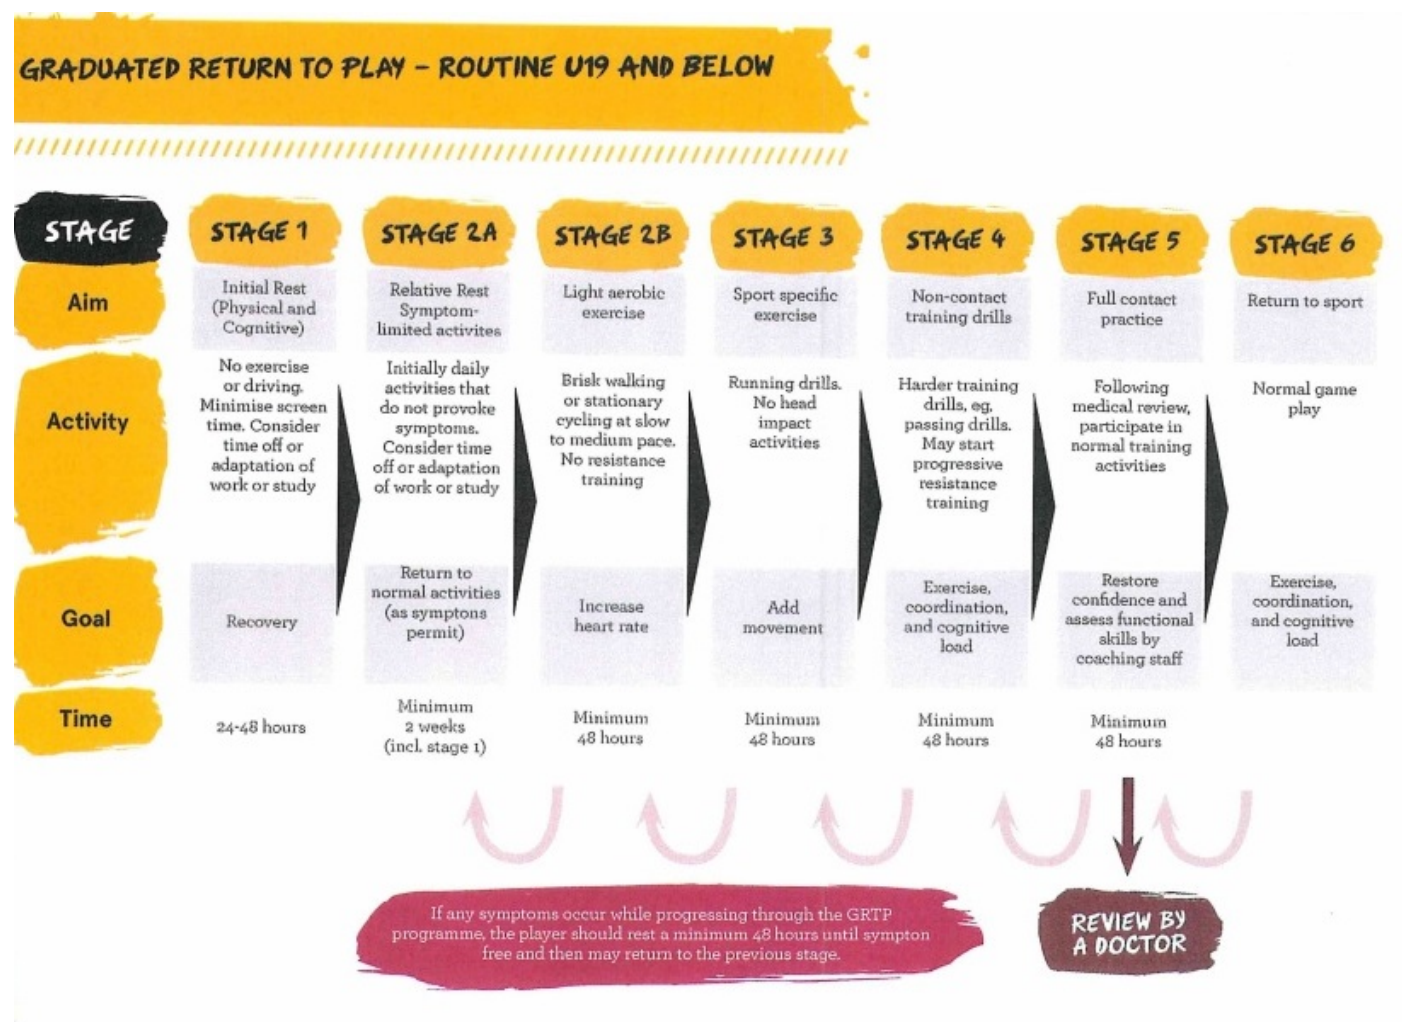 GRADUATED RETURN TO PLAY – ROUTINE U19 AND BELOW
STAGE
STAGE 1
STAGE 2A
STAGE 2B
STAGE 3
STAGE 4
STAGE 5
STAGE 6
Aim
Initial Rest
(Physical and
Cognitive)
Relative Rest
Symptom-
limited activites
Light aerobic
exercise
Sport specific
exercise
Non-contact
training drills
Full contact
practice
Return to sport
Activity
No exercise
or driving.
Minimise screen
time. Consider
time off or
adaptation of
work or study
Initially daily
activities that
do not provoke
symptoms.
Consider time
off or adaptation
of work or study
Brisk walking
or stationary
cycling at slow
to medium pace.
No resistance
training
Running drills.
No head
impact
activities
Harder training
drills, eg,
passing drills.
May start
progressive
resistance
training
Following
medical review,
participate in
normal training
activities
Normal game
play
Goal
Recovery
Return to
normal activities
(as symptons
permit)
Increase
heart rate
Add
movement
Exercise,
coordination,
and cognitive
load
Restore
confidence and
assess functional
skills by
coaching staff
Exercise,
coordination,
and cognitive
load
Time
24-48 hours
Minimum
2 weeks
(incl. stage 1)
Minimum
48 hours
Minimum
48 hours
Minimum
48 hours
Minimum
48 hours
If any symptoms occur while progressing through the GRTP
programme, the player should rest a minimum 48 hours until sympton
free and then may return to the previous stage.
REVIEW BY
A DOCTOR